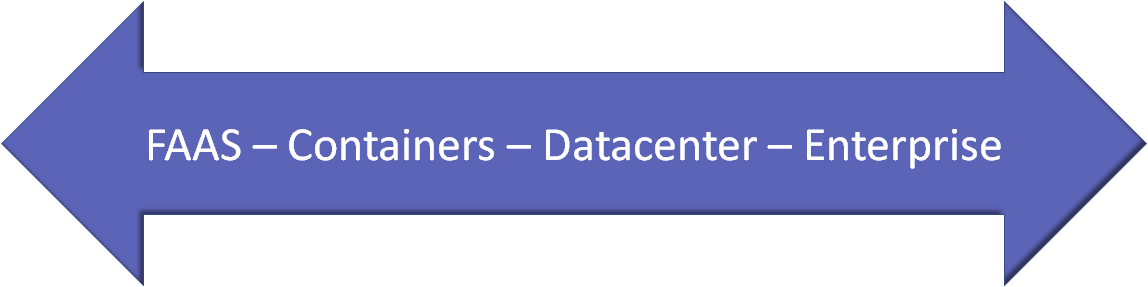 FAAS – Containers – Datacenter – Enterprise